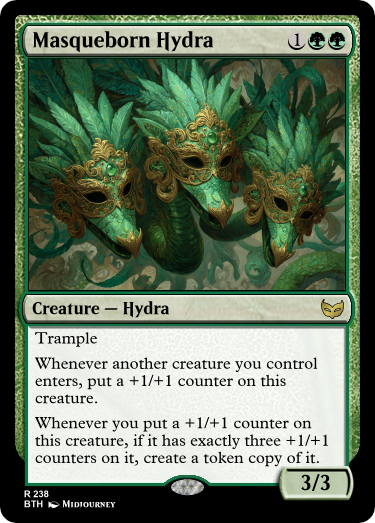 Masqueborn Hydra 1
Creature — Hydra
Trample
Whenever another creature you control
enters, put a +1/+1 counter on this
creature.
Whenever you put a +1/+1 counter on
this creature, if it has exactly three +1/+1
counters on it, create a token copy of it.
3/3
R 238
BTH Midjourney